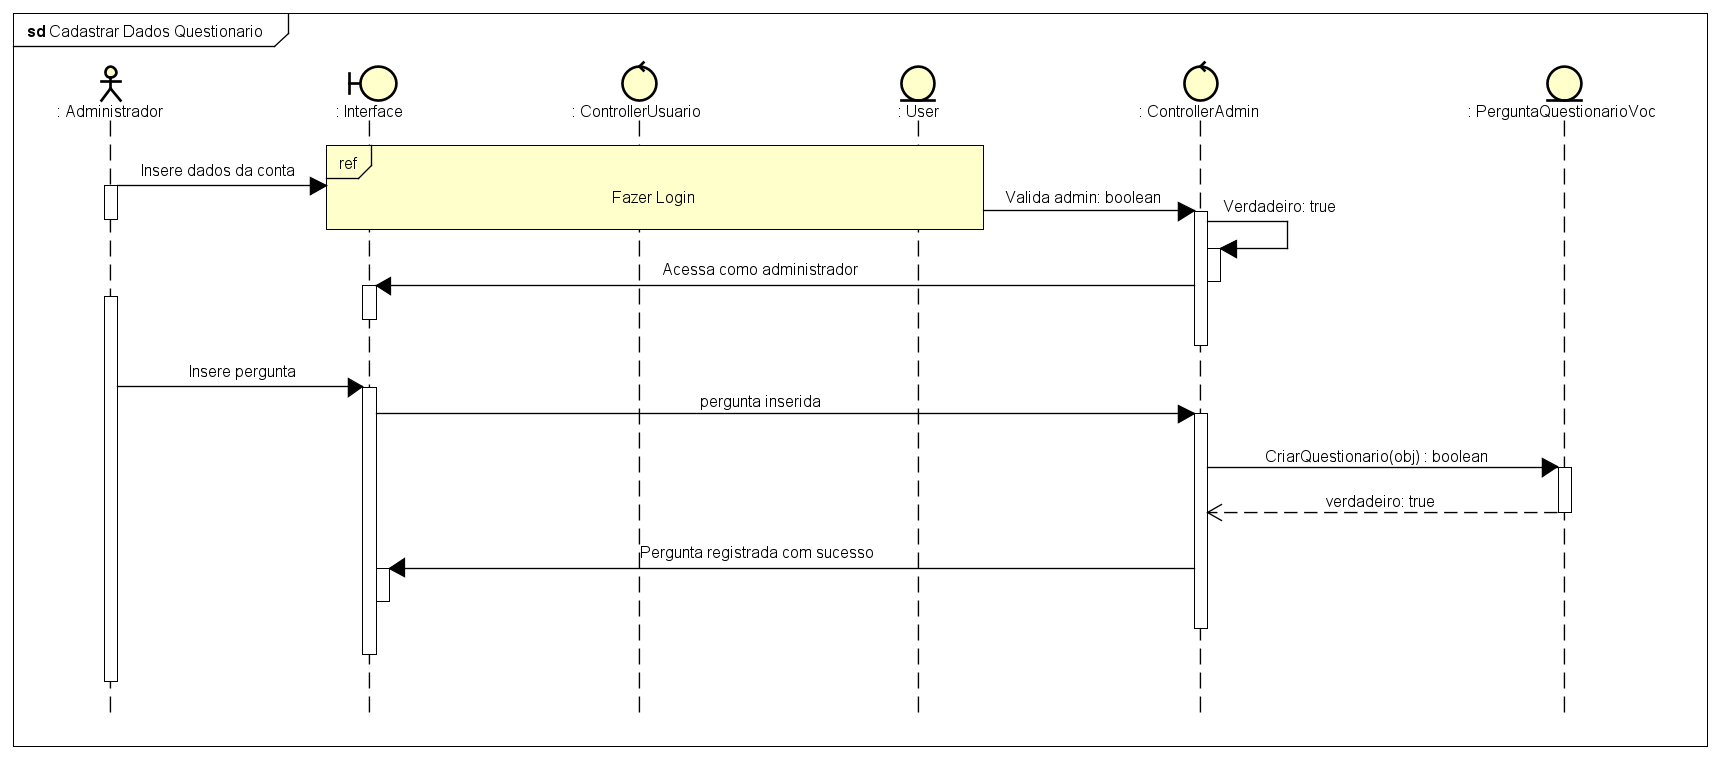 sd Cadastrar Dados Questionario
: Administrador
: Interface
: ControllerUsuario
: User
: ControllerAdmin
: PerguntaQuestionarioVoc
ref
Insere dados da conta
Fazer Login
Valida admin: boolean
Verdadeiro: true
Acessa como administrador
Insere pergunta
pergunta inserida
CriarQuestionario(obj) : boolean
verdadeiro: true
Pergunta registrada com sucesso